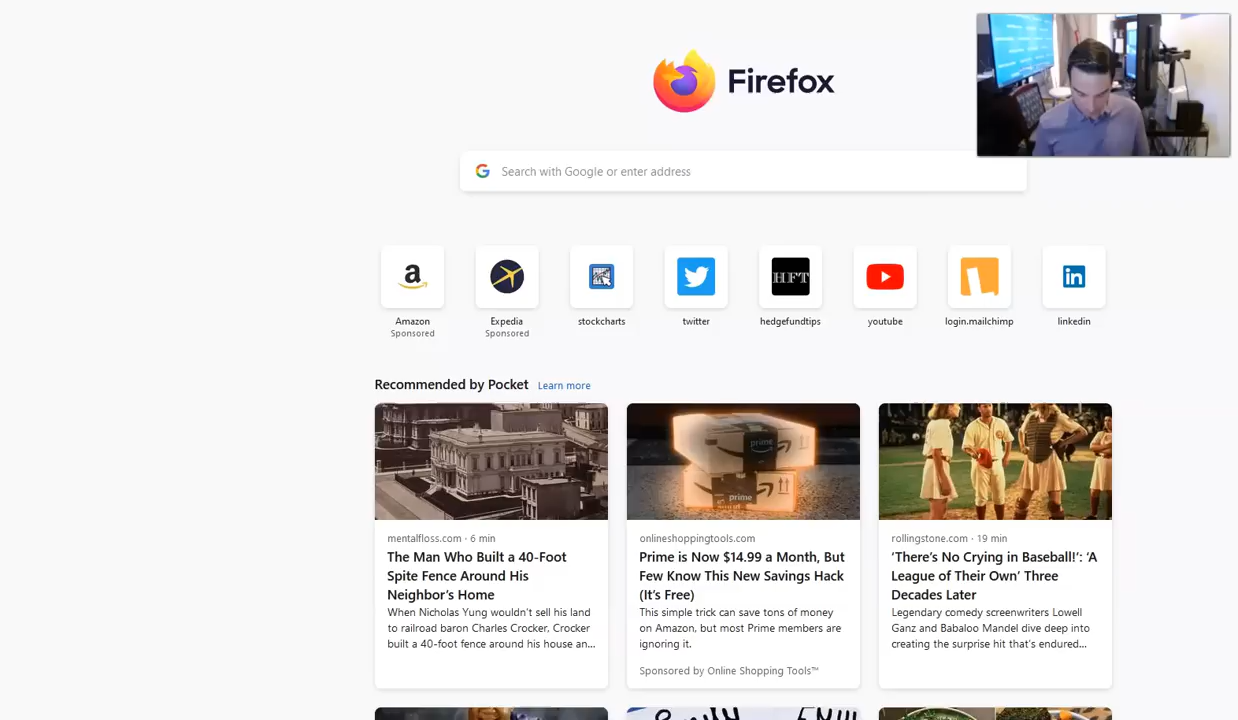 Firefox
Search with Google or enter address
a
HFT
in
Amazon
Sponsored
Expedia
Sponsored
stockcharts
twitter
hedgefundtips
youtube
login.mailchimp
linkedin
Recommended by Pocket Learn more
prime
prime
mentalfloss.com · 6 min
The Man Who Built a 40-Foot
Spite Fence Around His
Neighbor's Home
When Nicholas Yung wouldn't sell his land
to railroad baron Charles Crocker, Crocker
built a 40-foot fence around his house an...
onlineshoppingtools.com
Prime is Now $14.99 a Month, But
Few Know This New Savings Hack
(It's Free)
This simple trick can save tons of money
on Amazon, but most Prime members are
ignoring it.
Sponsored by Online Shopping Tools™
rollingstone.com · 19 min
'There's No Crying in Baseball!': 'A
League of Their Own' Three
Decades Later
Legendary comedy screenwriters Lowell
Ganz and Babaloo Mandel dive deep into
creating the surprise hit that's endured...